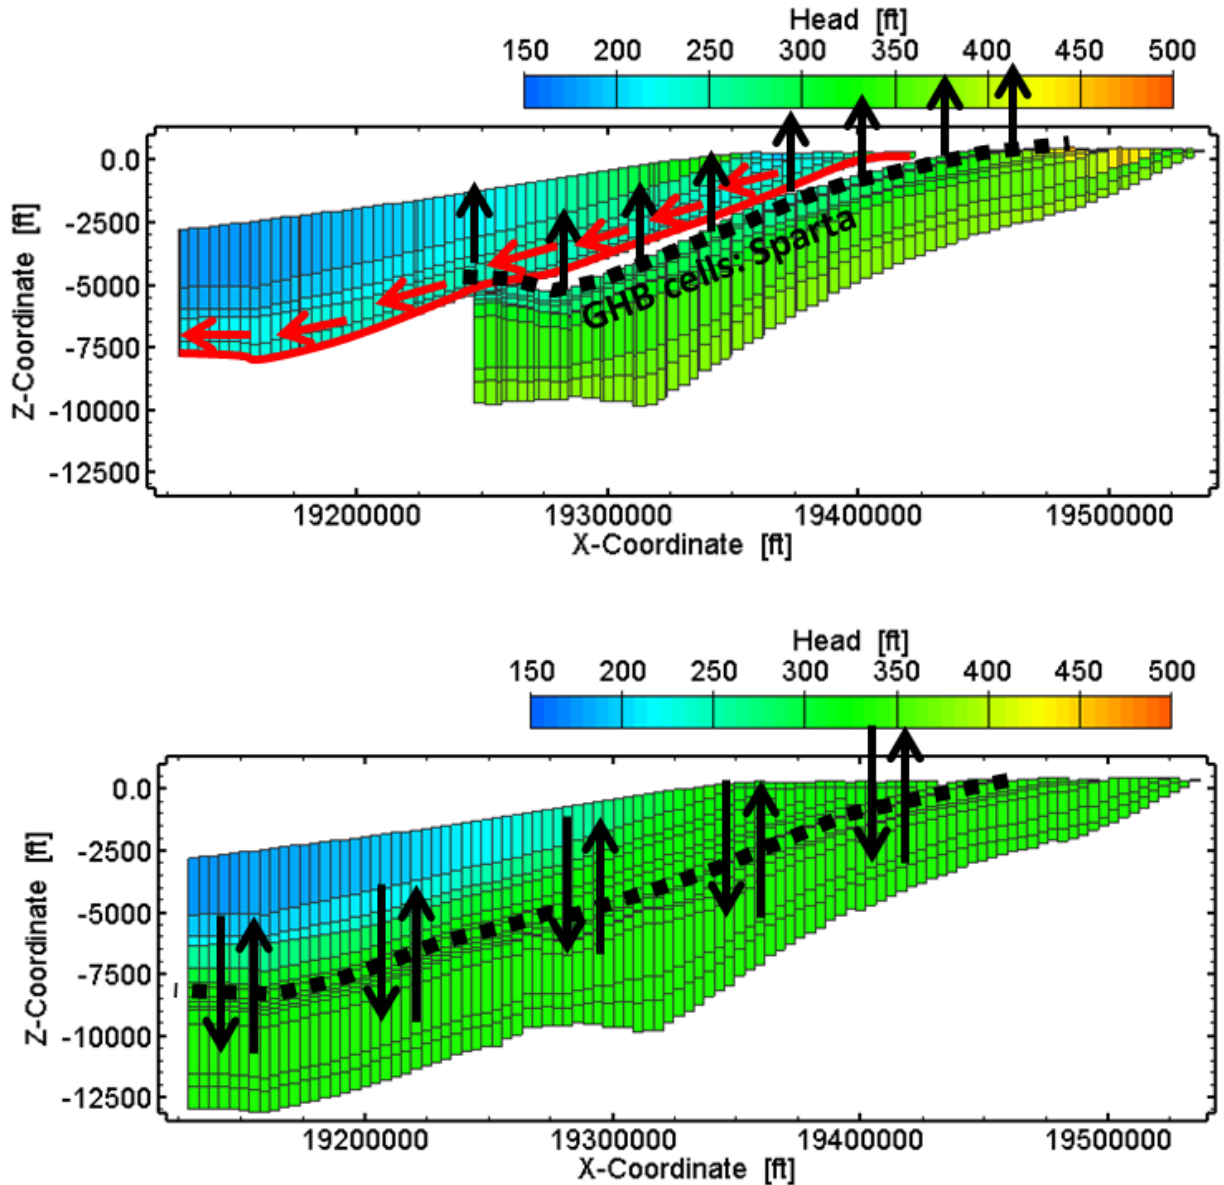 Head [ft]
150 200 250 300 350 400 450 500
0.0
-2500
-5000
-7500
-10000
-12500
Z-Coordinate [ft]
GHB cells: Sparta
19200000 19300000 19400000 19500000
X-Coordinate [ft]
Head [ft]
150 200 250 300 350 400 450 500
0.0
-2500
-5000
-7500
-10000
-12500
Z-Coordinate [ft]
19200000 19300000 19400000 19500000
X-Coordinate [ft]